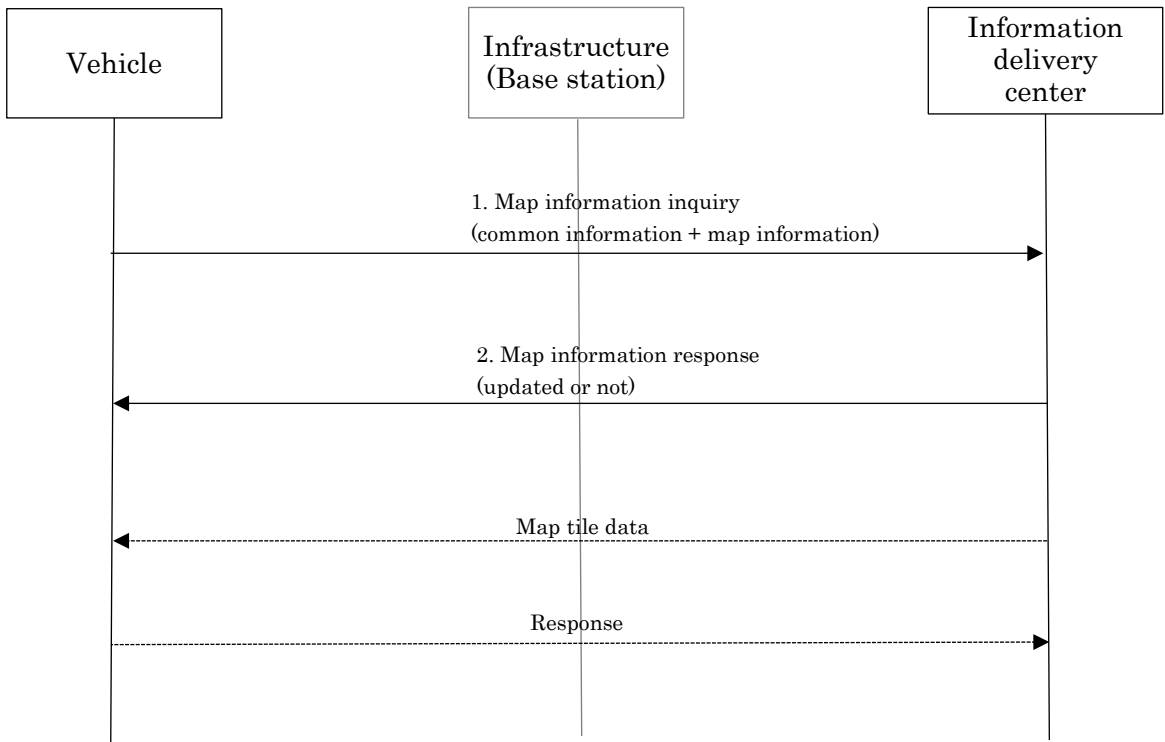 Vehicle
Infrastructure
(Base station)
Information
delivery
center
1. Map information inquiry
(common information + map information)
2. Map information response
(updated or not)
Map tile data
Response